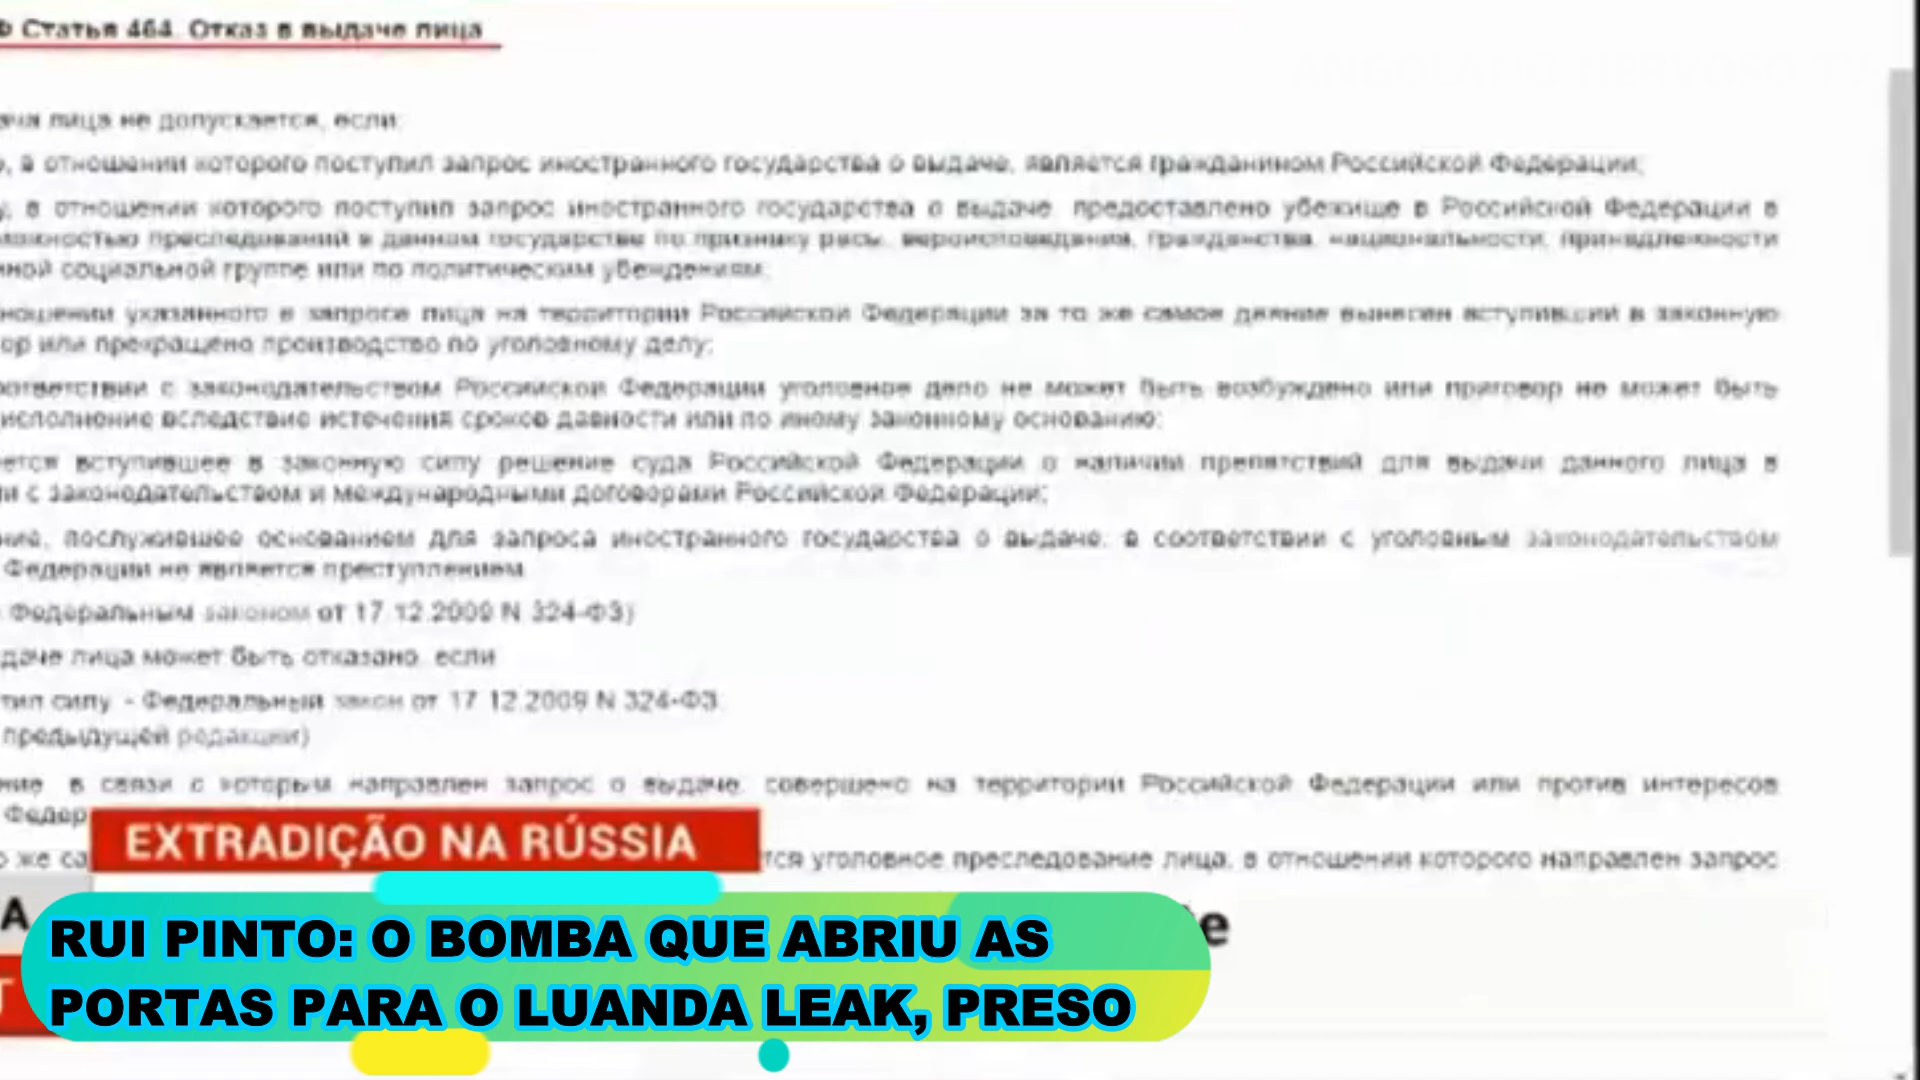 Ф Статья 464. Отказ в выдаче лица
лица не допускается, если:
в отношении которого поступил запрос иностранного государства о выдаче, является гражданином Российской Федерации;
в отношении которого поступил запрос иностранного государства о выдаче, предоставлено убежище в Российской Федерации в
преследований в данном государстве по признаку расы, вероисповедания, гражданства, национальности, принадлежности
социальной группе или по политическим убеждениям;
указанного в запросе лица на территории Российской Федерации за то же самое деяние вынесен вступивший в законную
или прекращено производство по уголовному делу;
с законодательством Российской Федерации уголовное дело не может быть возбуждено или приговор не может быть
исполнение вследствие истечения сроков давности или по иному законному основанию;
вступившее в законную силу решение суда Российской Федерации о наличии препятствий для выдачи данного лица в
и с законодательством и международными договорами Российской Федерации;
ние, послужившее основанием для запроса иностранного государства о выдаче, в соответствии с уголовным законодательством
Федерации не является преступлением.
Федеральным законом от 17.12.2009 N 324-ФЗ)
даче лица может быть отказано, если
тил силу. - Федеральный закон от 17.12.2009 N 324-ФЗ.
предыдущей редакции)
ние, в связи с которым направлен запрос о выдаче, совершено на территории Российской Федерации или против интересов
Федер
EXTRADIÇÃO NA RÚSSIA
о же са
тся уголовное преследование лица, в отношении которого направлен запрос
A
RUI PINTO: O BOMBA QUE ABRIU AS
PORTAS PARA O LUANDA LEAK, PRESO